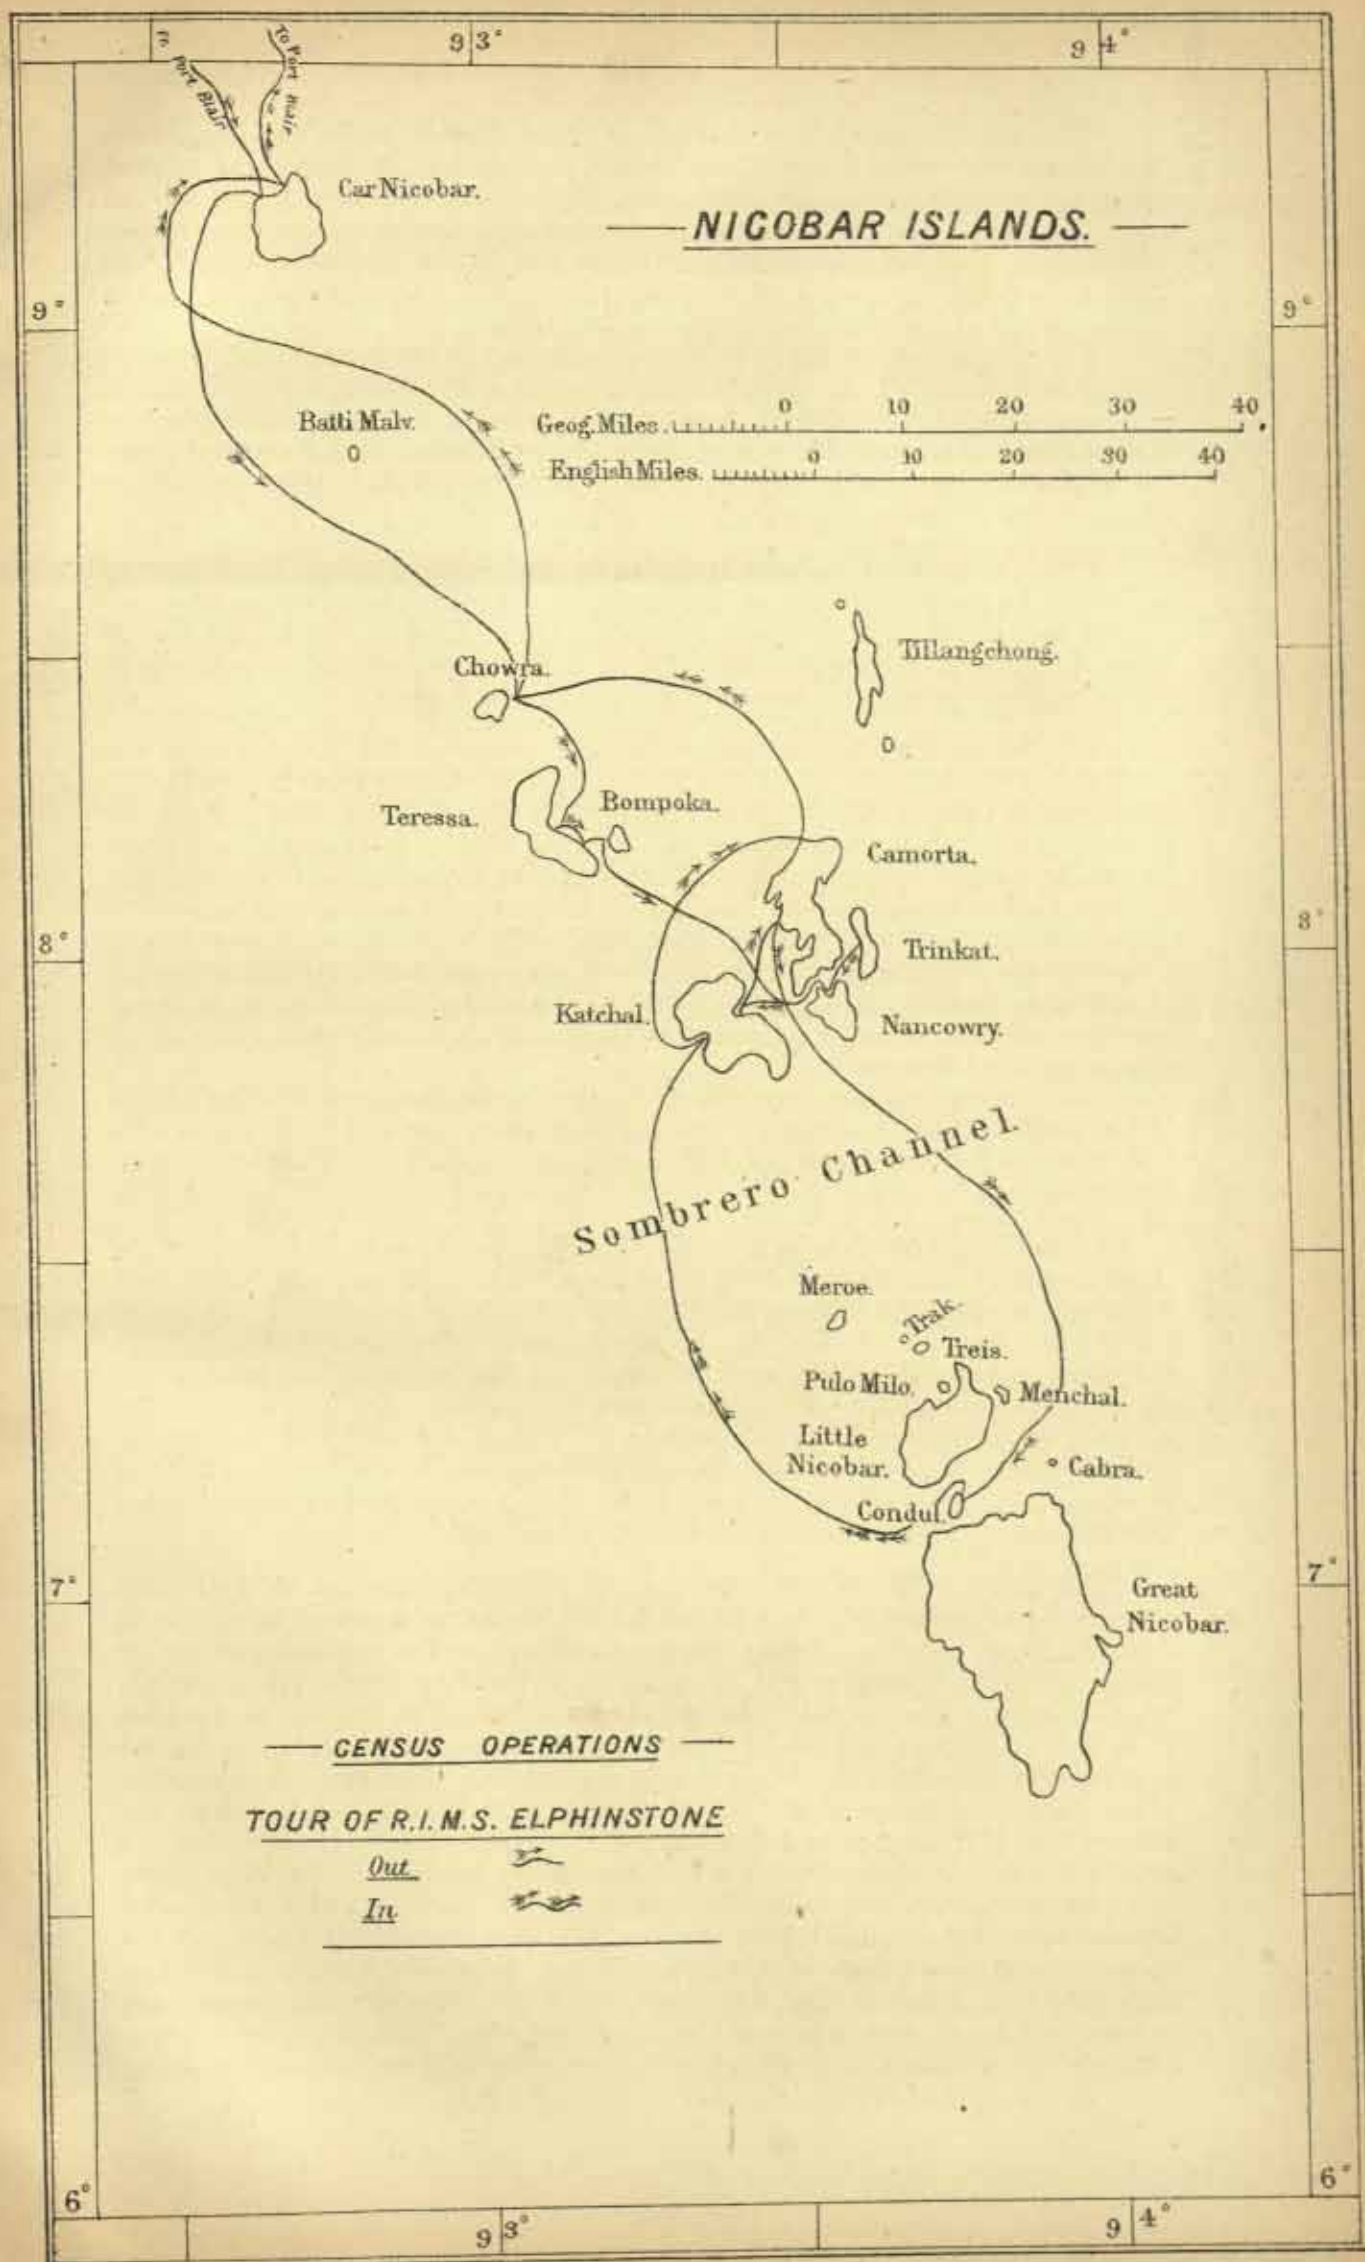 93°
94°
To Port Blair
To Port Blair
Car Nicobar.
NICOBAR ISLANDS.
9°
9°
Batti Malv.
Geog. Miles. 0 10 20 30 40
English Miles. 0 10 20 30 40
Tillangchong.
Chowra.
Teressa.
Bompoka.
Camorta.
8°
8°
Trinkat.
Katchal.
Nancowry.
Sombrero Channel.
Meroe.
Trak.
Treis.
Pulo Milo.
Menchal.
Little
Nicobar.
Cabra.
Condul.
7°
7°
Great
Nicobar.
CENSUS OPERATIONS
TOUR OF R.I.M.S. ELPHINSTONE
Out
In
6°
6°
93°
94°